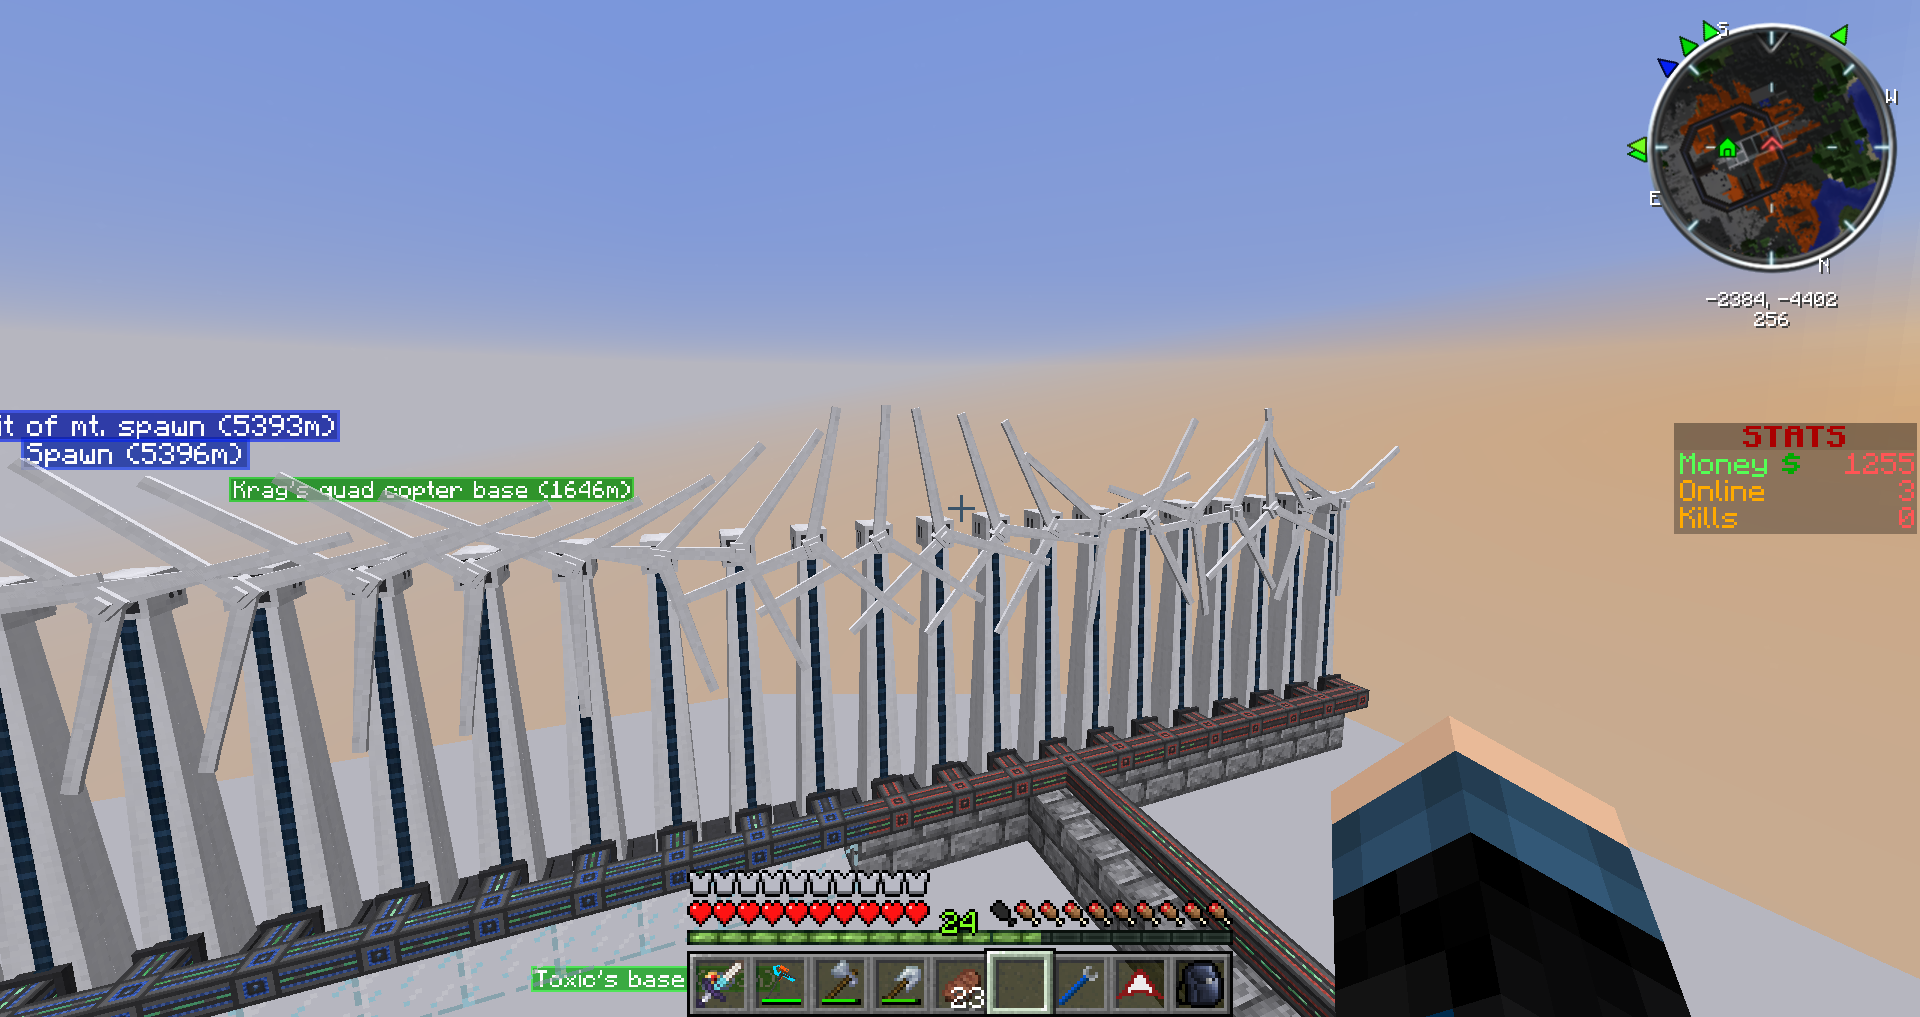 S
W
E
N
-2384, -4402
256
it of mt. spawn (5393m)
Spawn (5396m)
Krag's quad copter base (1646m)
STATS
Money $ 1255
Online 3
Kills 0
24
Toxic's base
23